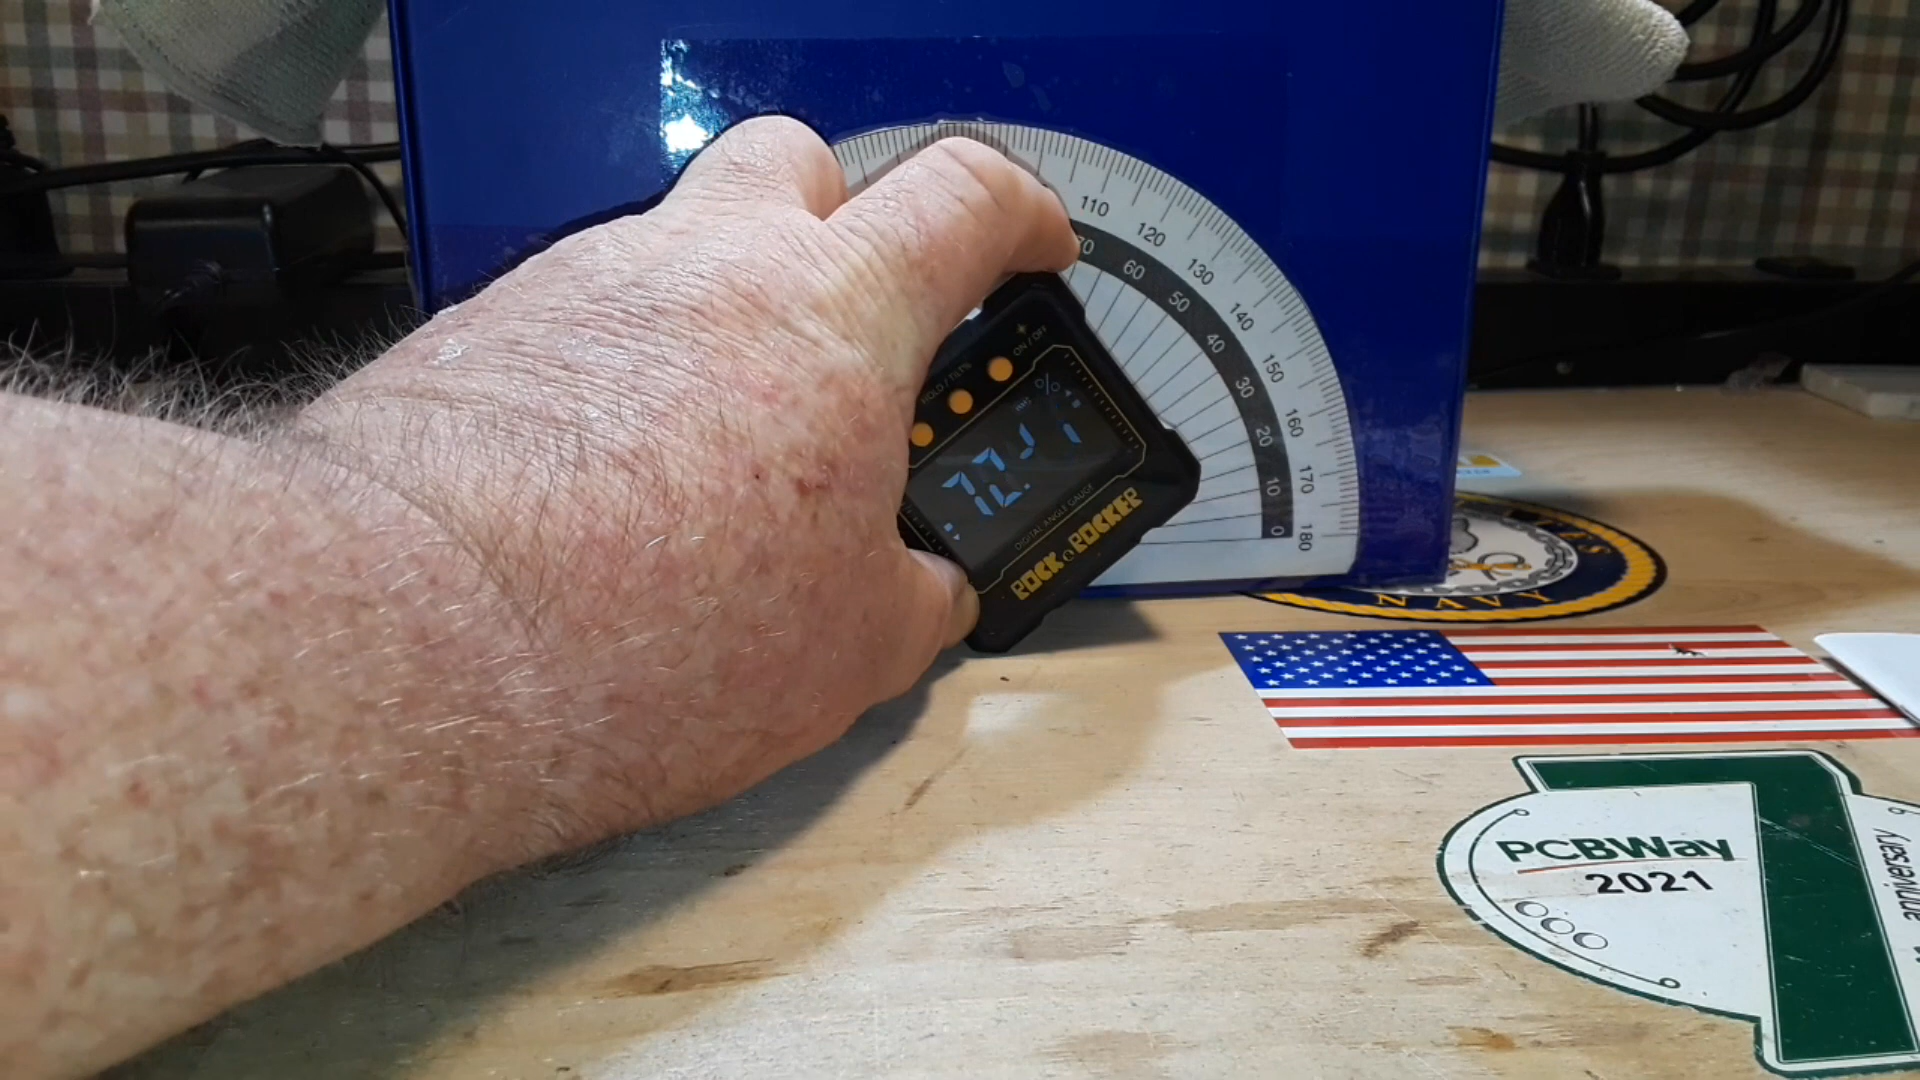 110
120
130
140
150
160
170
180
60
50
40
30
20
10
0
ON / OFF
HOLD / TILT%
%
DIGITAL ANGLE GAUGE
ROCK & ROCKER
NAVY
PCBWay
2021
anniversary